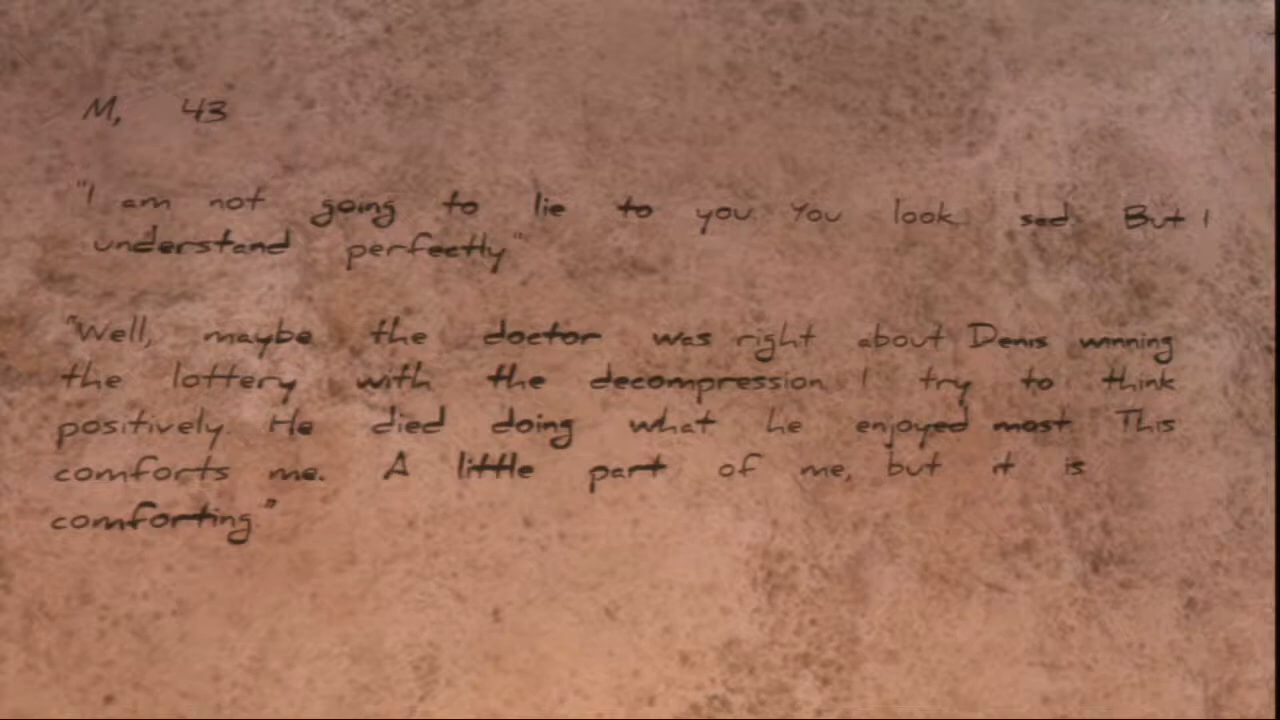 M, 43
"I am not going to lie to you. You look sad But I
understand perfectly"
"Well, maybe the doctor was right about Denis winning
the lottery with the decompression I try to think
positively. He died doing what he enjoyed most. This
comforts me. A little part of me, but it is
comforting"